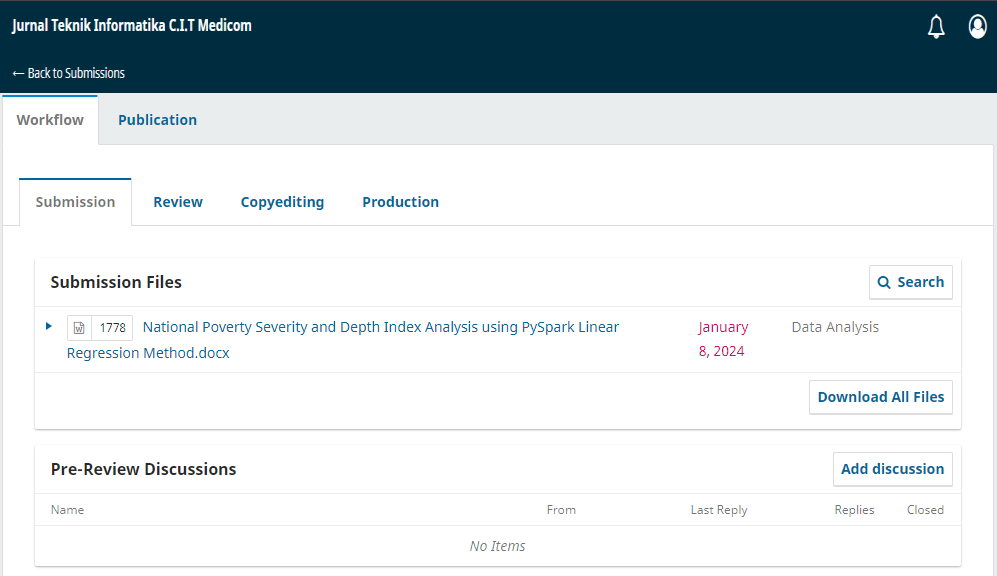 Jurnal Teknik Informatika C.I.T Medicom
← Back to Submissions
Workflow Publication
Submission Review Copyediting Production
Submission Files Search
1778 National Poverty Severity and Depth Index Analysis using PySpark Linear January Data Analysis
Regression Method.docx 8, 2024
Download All Files
Pre-Review Discussions Add discussion
Name From Last Reply Replies Closed
No Items